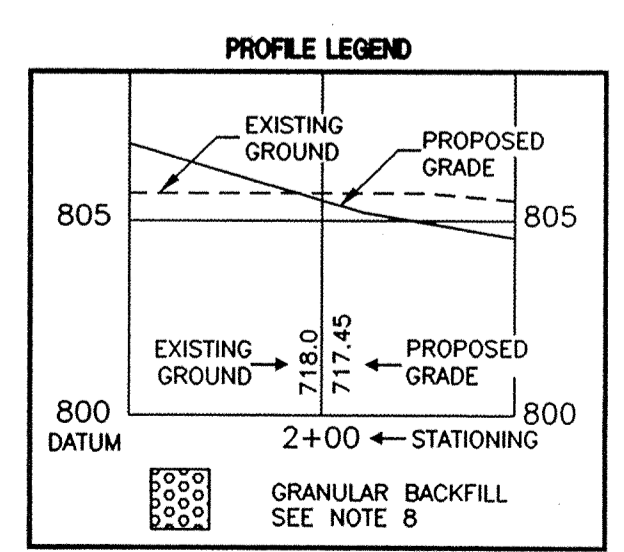 PROFILE LEGEND
EXISTING
GROUND
PROPOSED
GRADE
805
805
EXISTING
GROUND
718.0
717.45
PROPOSED
GRADE
800
800
DATUM
2+00
STATIONING
GRANULAR BACKFILL
SEE NOTE 8